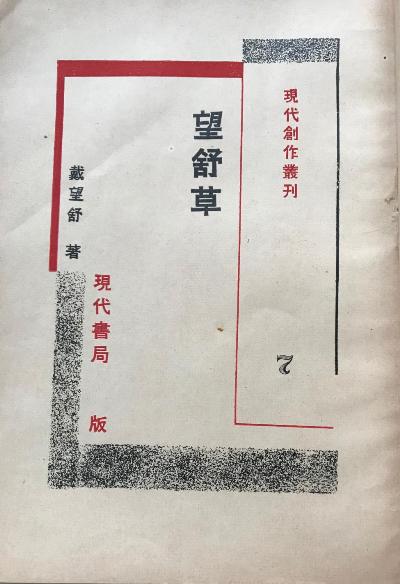 現代創作叢刊
7
望舒草
戴望舒 著
現代書局 版